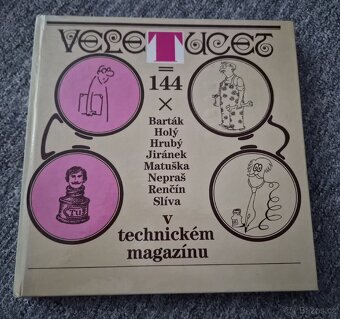 VELETUCET
=
144
×
Barták
Holý
Hrubý
Jiránek
Matuška
Nepraš
Renčín
Slíva
v
technickém
magazínu